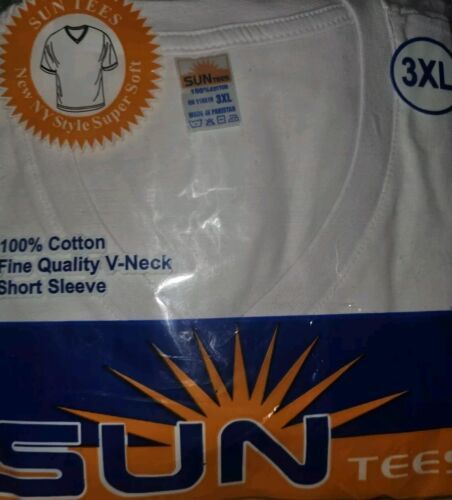 SUN TEES
New NY Style Super Soft
SUN TEES
100% COTTON
3XL
MADE IN PAKISTAN
3XL
100% Cotton
Fine Quality V-Neck
Short Sleeve
SUN TEES